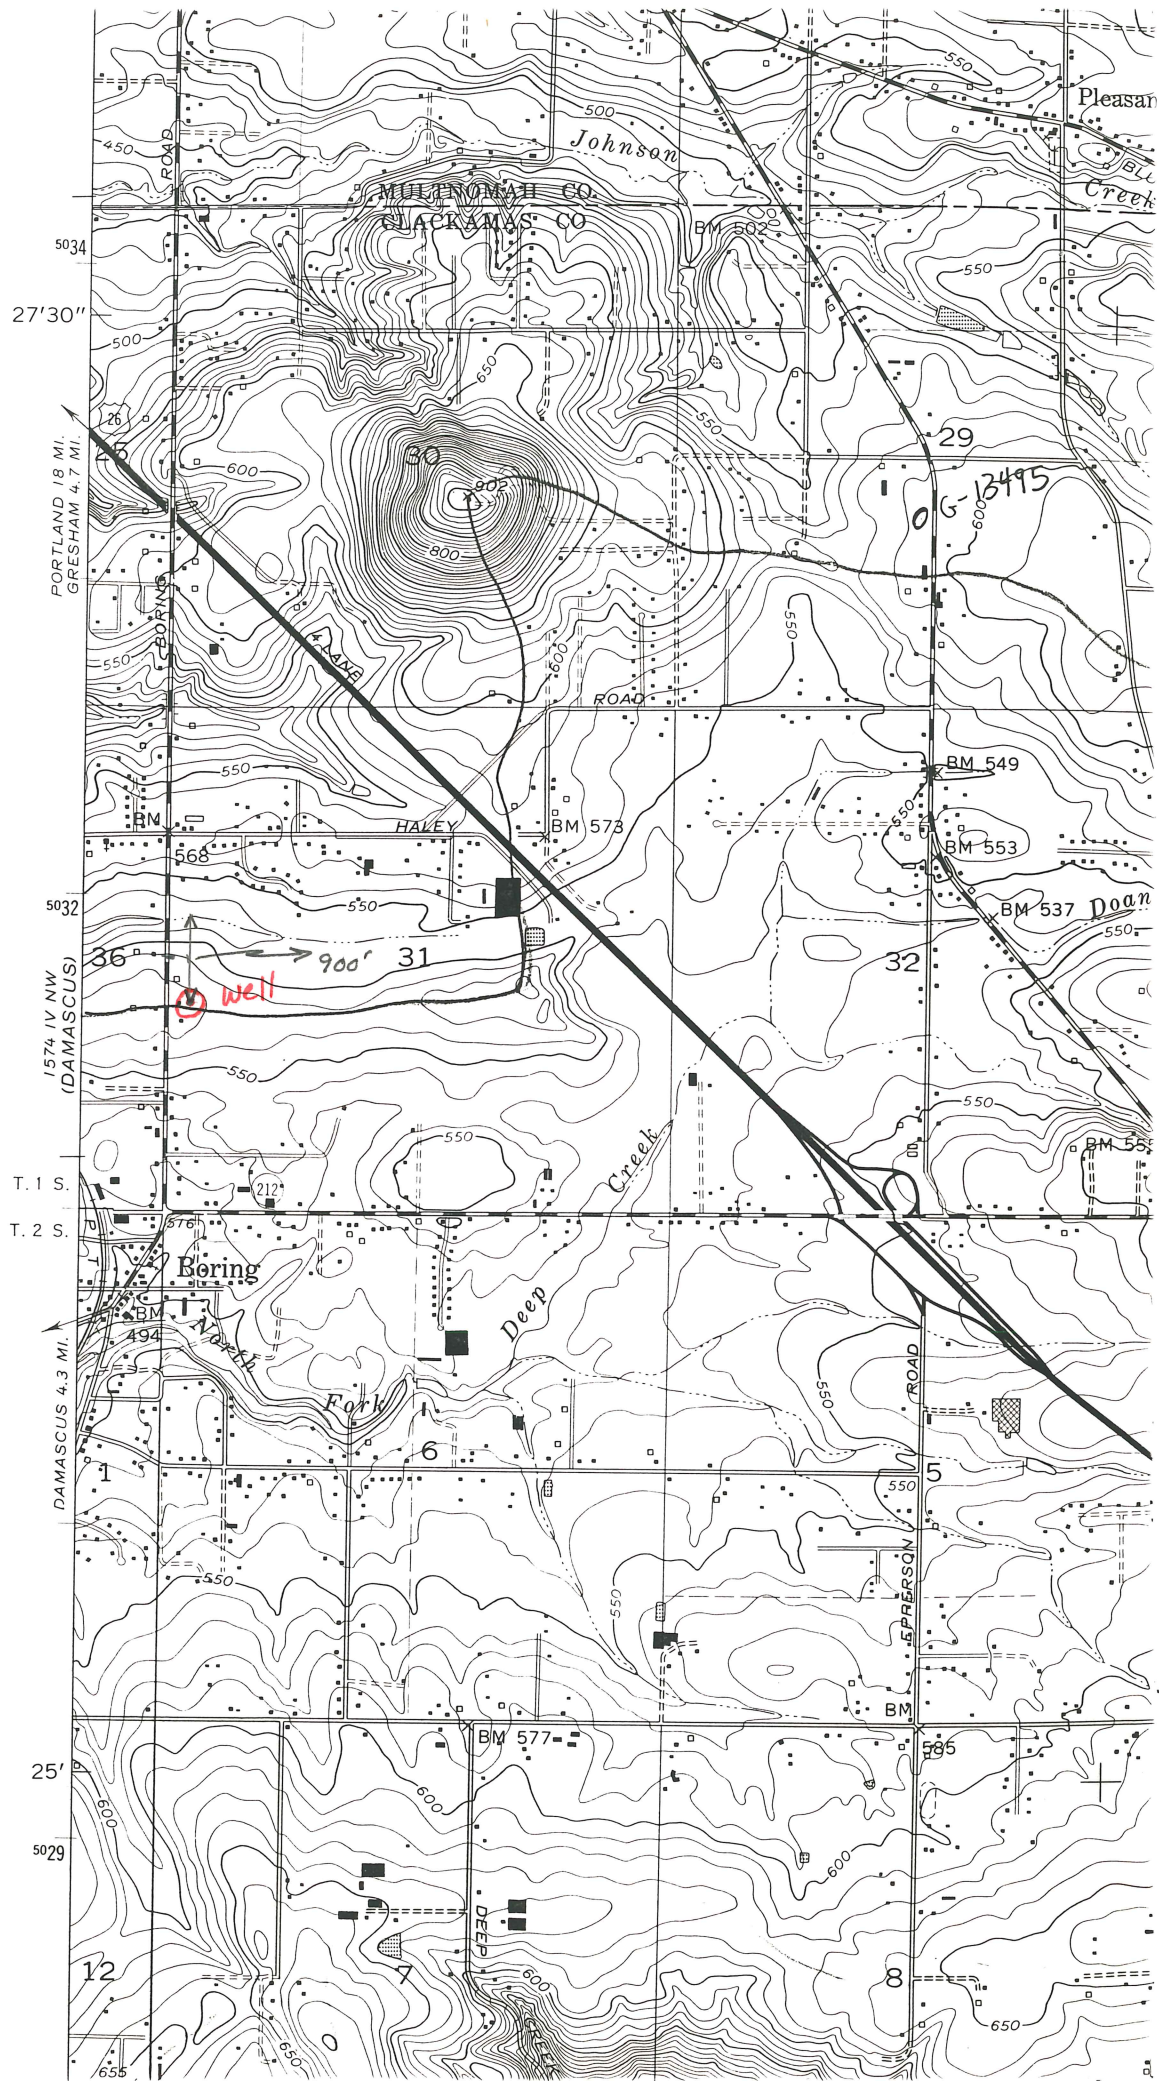 550
Pleasan
500
Johnson
450
ROAD
BLU
Creek
MULTNOMAH CO.
CLACKAMAS CO
BM 502
5034
550
27'30"
500
650
26
550
25
30
29
PORTLAND 18 MI.
GRESHAM 4.7 MI.
600
902
G-13495
600
800
BORING
550
550
LANE
600
ROAD
550
BM 549
550
BM
HALEY
BM 573
568
BM 553
5032
550
BM 537
Doan
550
36
900'
31
32
well
1574 IV NW
(DAMASCUS)
550
550
550
BM 555
Creek
T. 1 S.
212
T. 2 S.
576
Boring
Deep
BM
494
North
DAMASCUS 4.3 MI.
ROAD
550
Fork
6
1
5
550
550
550
EPPERSON
BM
BM 577
585
25'
600
600
5029
600
DEEP
12
7
8
600
650
CREEK
650
655